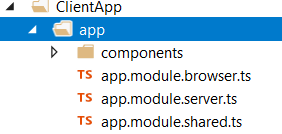 ClientApp
app
components
TS app.module.browser.ts
TS app.module.server.ts
TS app.module.shared.ts